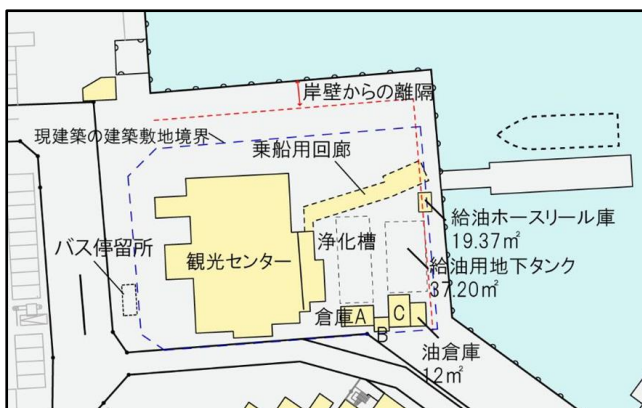 岸壁からの離隔
現建築の建築敷地境界
乗船用回廊
給油ホースリール庫
19.37㎡
バス停留所
観光センター
浄化槽
給油用地下タンク
37.20㎡
倉庫A
B
C
油倉庫
12㎡